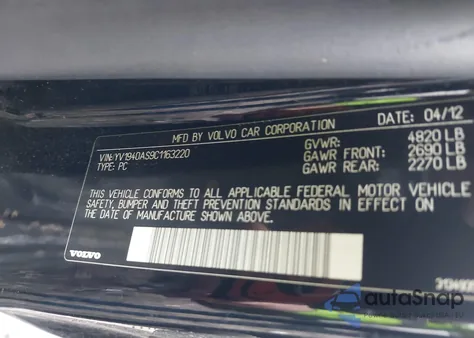 MFD BY VOLVO CAR CORPORATION DATE: 04/12
VIN: YV1940AS9C1163220 GVWR: 4820 LB
TYPE: PC GAWR FRONT: 2690 LB
GAWR REAR: 2270 LB
THIS VEHICLE CONFORMS TO ALL APPLICABLE FEDERAL MOTOR VEHICLE
SAFETY, BUMPER AND THEFT PREVENTION STANDARDS IN EFFECT ON
THE DATE OF MANUFACTURE SHOWN ABOVE.
VOLVO
autoSnap